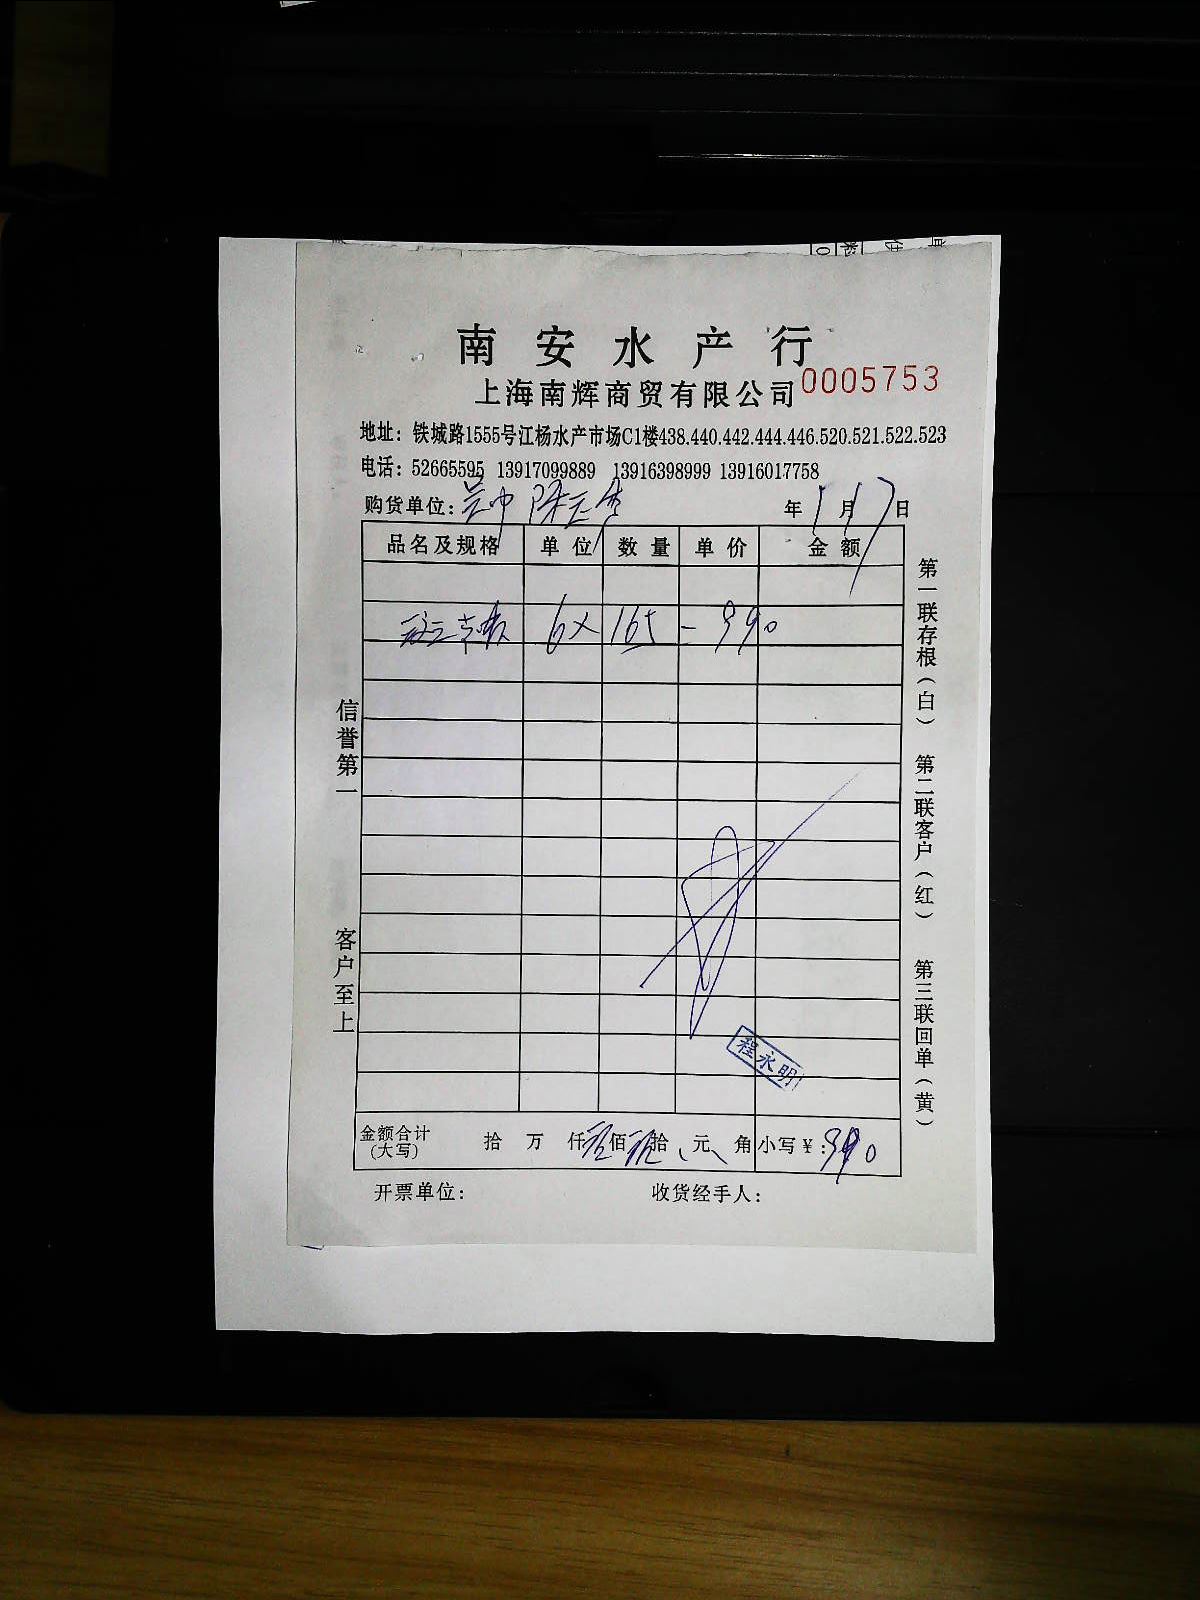 南安水产行
上海南辉商贸有限公司 0005753
地址：铁城路1555号江杨水产市场C1楼438.440.442.444.446.520.521.522.523
电话：52665595 13917099889 13916398999 13916017758
购货单位： 年 1 月 17 日
品名及规格 单位 数量 单价 金额
6X 165 - 990
金额合计(大写) 拾 万 仟 佰 拾 元 角 小写￥：990
开票单位： 收货经手人：
程永明
信誉第一 客户至上
第一联存根（白） 第二联客户（红） 第三联回单（黄）